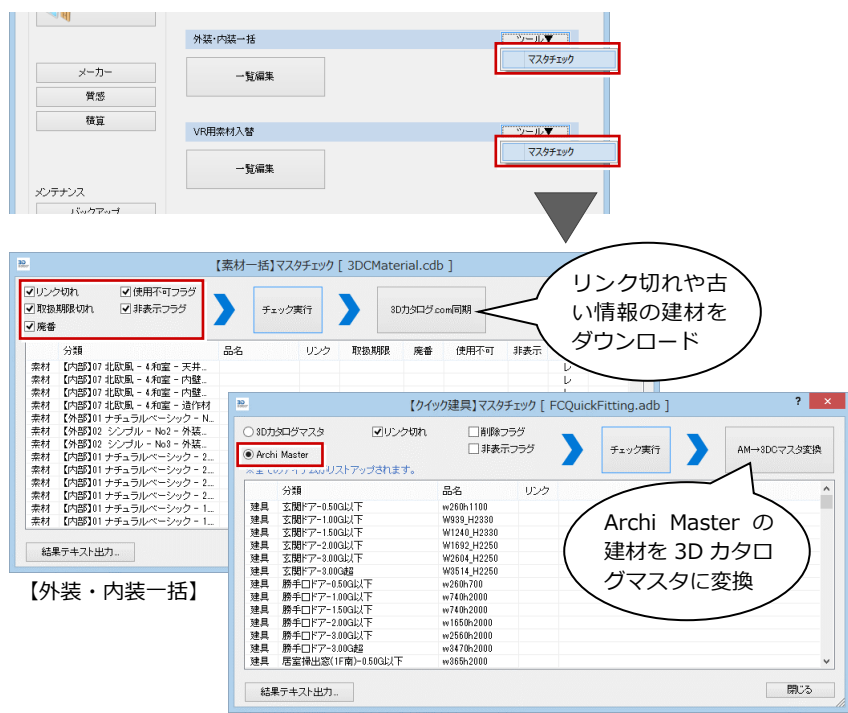 外装・内装一括
ツール▼
マスタチェック
メーカー
一覧編集
質感
積算
VR用素材入替
ツール▼
マスタチェック
一覧編集
メンテナンス
バックアップ
【素材一括】マスタチェック [ 3DCMaterial.cdb ]
リンク切れ
使用不可フラグ
取扱期限切れ
非表示フラグ
廃番
チェック実行
3Dカタログ.com同期
リンク切れや古
い情報の建材を
ダウンロード
分類 品名 リンク 取扱期限 廃番 使用不可 非表示
素材 【内部】07 北欧風 - 4.和室 - 天井... レ
素材 【内部】07 北欧風 - 4.和室 - 内壁... レ
素材 【内部】07 北欧風 - 4.和室 - 内壁...
素材 【内部】07 北欧風 - 4.和室 - 造作材
素材 【外部】01 ナチュラルベーシック - N...
素材 【外部】02 シンプル - No2 - 外装...
素材 【外部】02 シンプル - No3 - 外装...
素材 【内部】01 ナチュラルベーシック - 2...
素材 【内部】01 ナチュラルベーシック - 2...
素材 【内部】01 ナチュラルベーシック - 2...
素材 【内部】01 ナチュラルベーシック - 2...
素材 【内部】01 ナチュラルベーシック - 1...
素材 【内部】01 ナチュラルベーシック - 1...
結果テキスト出力...
【外装・内装一括】
【クイック建具】マスタチェック [ FCQuickFitting.adb ]
? ×
3Dカタログマスタ
リンク切れ
削除フラグ
Archi Master
非表示フラグ
チェック実行
AM→3DCマスタ変換
リストアップされます。
分類 品名 リンク
建具 玄関ドア-0.50G以下 w260h1100
建具 玄関ドア-1.00G以下 W939_H2330
建具 玄関ドア-1.50G以下 W1240_H2330
建具 玄関ドア-2.00G以下 W1692_H2250
建具 玄関ドア-3.00G以下 W2604_H2250
建具 玄関ドア-3.00G超 W3514_H2250
建具 勝手口ドア-0.50G以下 w260h700
建具 勝手口ドア-1.00G以下 w740h2000
建具 勝手口ドア-1.50G以下 w740h2000
建具 勝手口ドア-2.00G以下 w1650h2000
建具 勝手口ドア-3.00G以下 w2560h2000
建具 勝手口ドア-3.00G超 w3470h2000
建具 居室掃出窓(1F南)-0.50G以下 w365h2000
Archi Master の
建材を 3D カタロ
グマスタに変換
結果テキスト出力...
閉じる